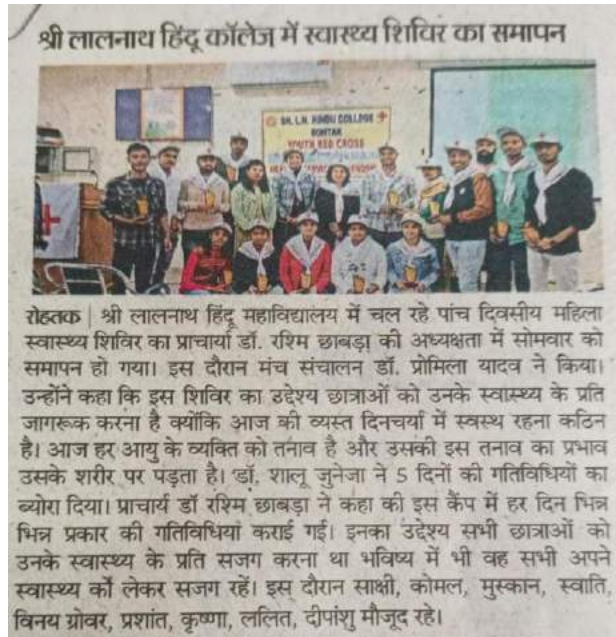 श्री लालनाथ हिंदू कॉलेज में स्वास्थ्य शिविर का समापन
SH. L.N. HINDU COLLEGE
ROHTAK
YOUTH RED CROSS
रोहतक | श्री लालनाथ हिंदू महाविद्यालय में चल रहे पांच दिवसीय महिला
स्वास्थ्य शिविर का प्राचार्या डॉ. रश्मि छाबड़ा की अध्यक्षता में सोमवार को
समापन हो गया। इस दौरान मंच संचालन डॉ. प्रोमिला यादव ने किया।
उन्होंने कहा कि इस शिविर का उद्देश्य छात्राओं को उनके स्वास्थ्य के प्रति
जागरूक करना है क्योंकि आज की व्यस्त दिनचर्या में स्वस्थ रहना कठिन
है। आज हर आयु के व्यक्ति को तनाव है और उसकी इस तनाव का प्रभाव
उसके शरीर पर पड़ता है। डॉ. शालू जुनेजा ने 5 दिनों की गतिविधियों का
ब्योरा दिया। प्राचार्य डॉ रश्मि छाबड़ा ने कहा की इस कैंप में हर दिन भिन्न
भिन्न प्रकार की गतिविधियां कराई गई। इनका उद्देश्य सभी छात्राओं को
उनके स्वास्थ्य के प्रति सजग करना था भविष्य में भी वह सभी अपने
स्वास्थ्य को लेकर सजग रहें। इस दौरान साक्षी, कोमल, मुस्कान, स्वाति,
विनय ग्रोवर, प्रशांत, कृष्णा, ललित, दीपांशु मौजूद रहे।